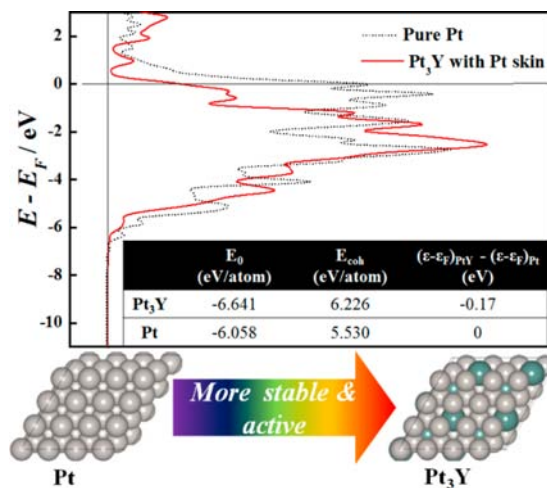 Pure Pt
Pt3Y with Pt skin
E - EF / eV
2
0
-2
-4
-6
-8
-10
E0 (eV/atom) Ecoh (eV/atom) (ε-εF)PtY - (ε-εF)Pt (eV)
Pt3Y -6.641 6.226 -0.17
Pt -6.058 5.530 0
More stable &
active
Pt
Pt3Y